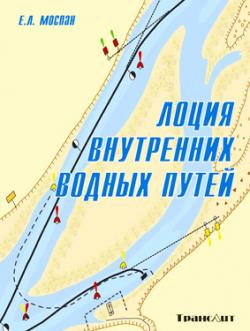 Е.Л. МОСПАН
ЛОЦИЯ
ВНУТРЕННИХ
ВОДНЫХ ПУТЕЙ
ТРАНСЛИТ